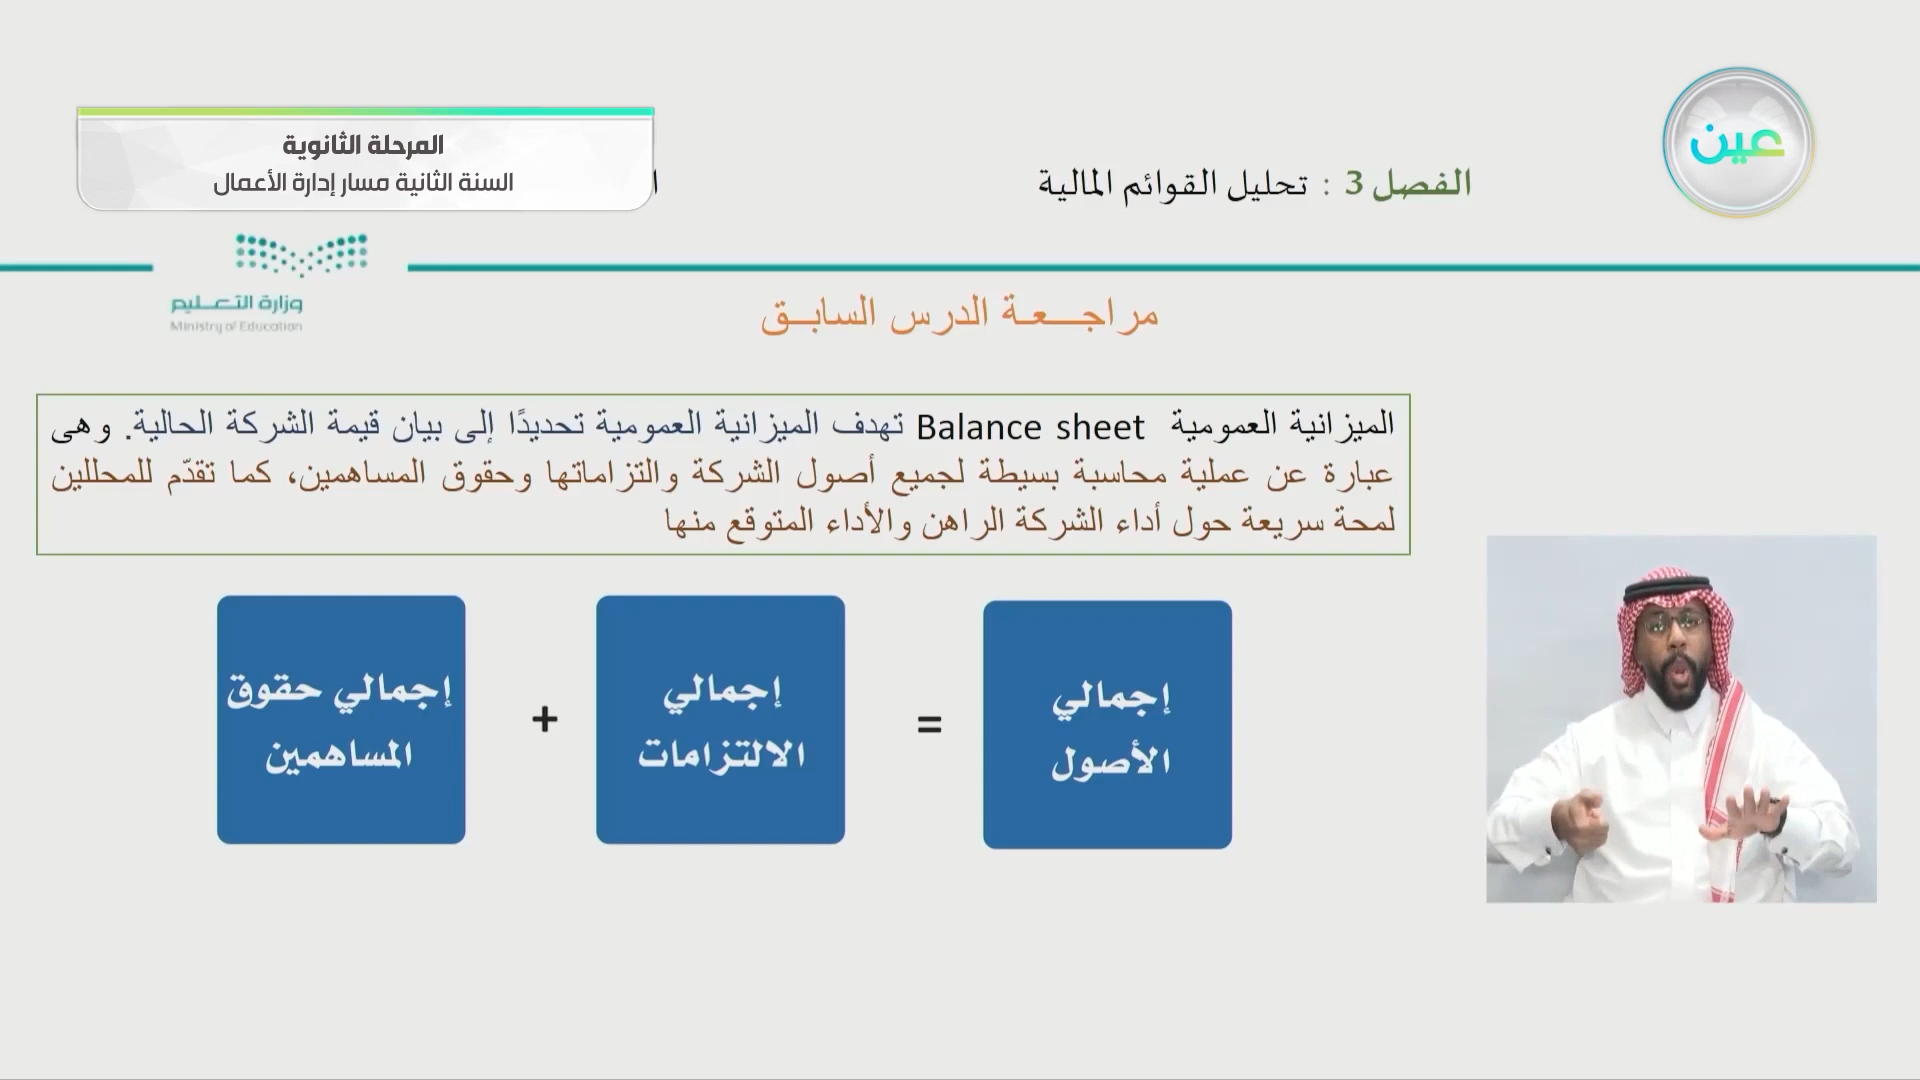 المرحلة الثانوية
السنة الثانية مسار إدارة الأعمال
عين
الفصل 3 : تحليل القوائم المالية
وزارة التعليم
Ministry of Education
مراجعة الدرس السابق
الميزانية العمومية Balance sheet تهدف الميزانية العمومية تحديدًا إلى بيان قيمة الشركة الحالية. وهى
عبارة عن عملية محاسبة بسيطة لجميع أصول الشركة والتزاماتها وحقوق المساهمين، كما تقدّم للمحللين
لمحة سريعة حول أداء الشركة الراهن والأداء المتوقع منها
إجمالي
الأصول
=
إجمالي
الالتزامات
+
إجمالي حقوق
المساهمين